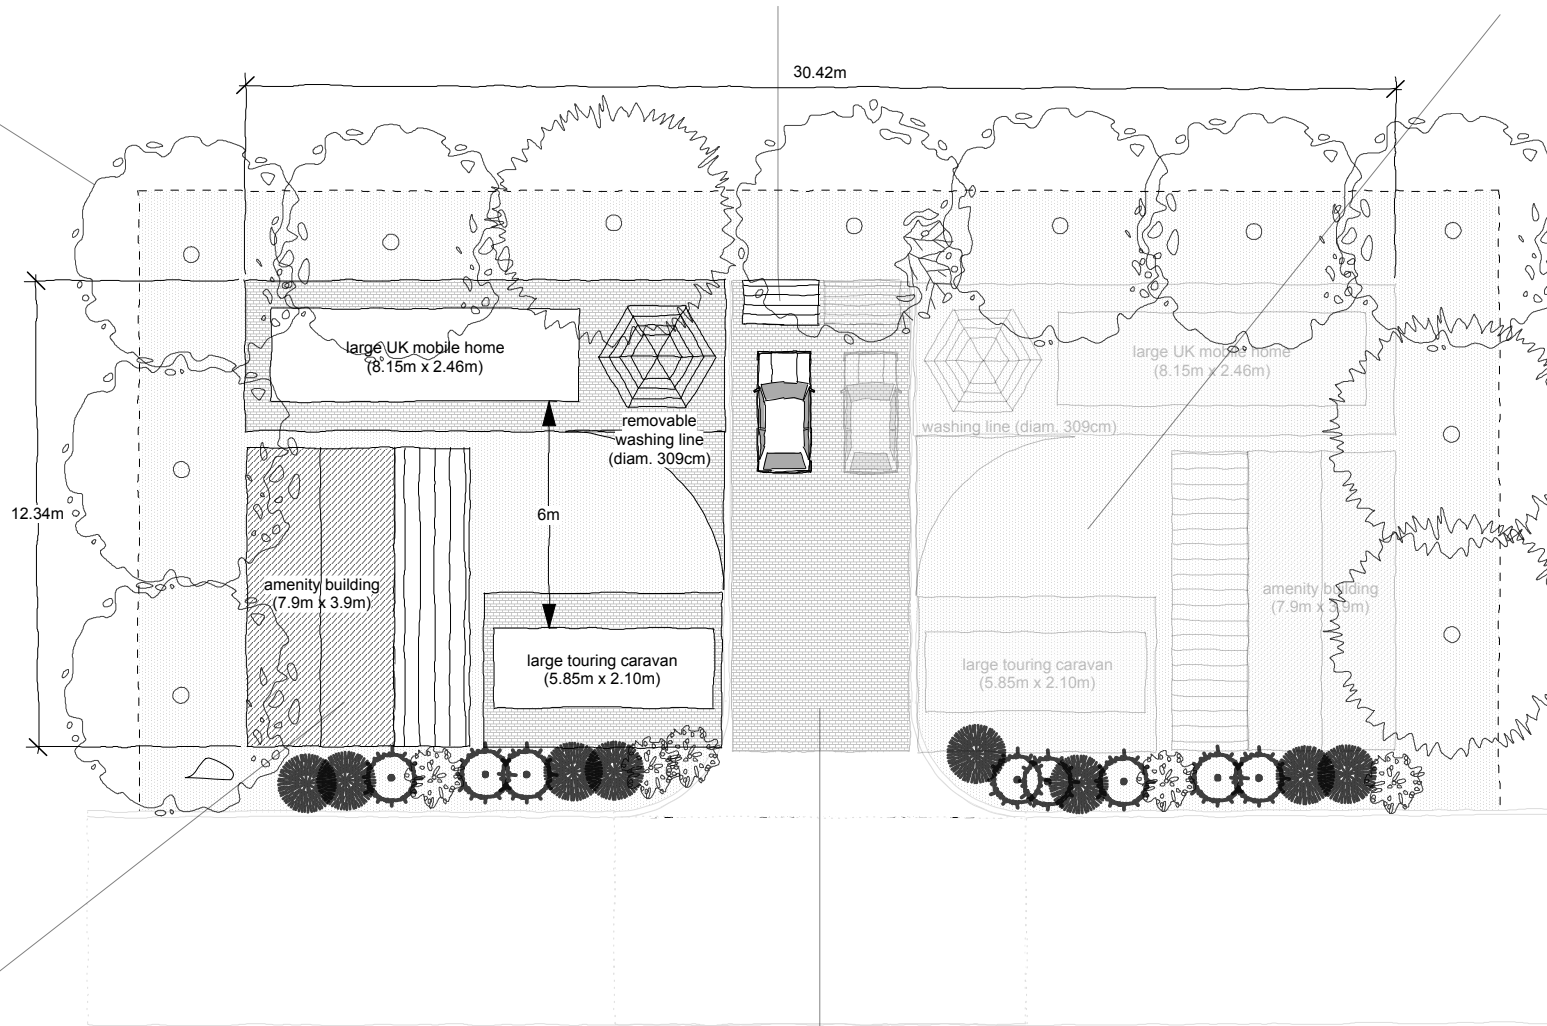 30.42m
large UK mobile home
(8.15m x 2.46m)
large UK mobile home
(8.15m x 2.46m)
removable
washing line
(diam. 309cm)
washing line (diam. 309cm)
12.34m
6m
amenity building
(7.9m x 3.9m)
amenity building
(7.9m x 3.9m)
large touring caravan
(5.85m x 2.10m)
large touring caravan
(5.85m x 2.10m)